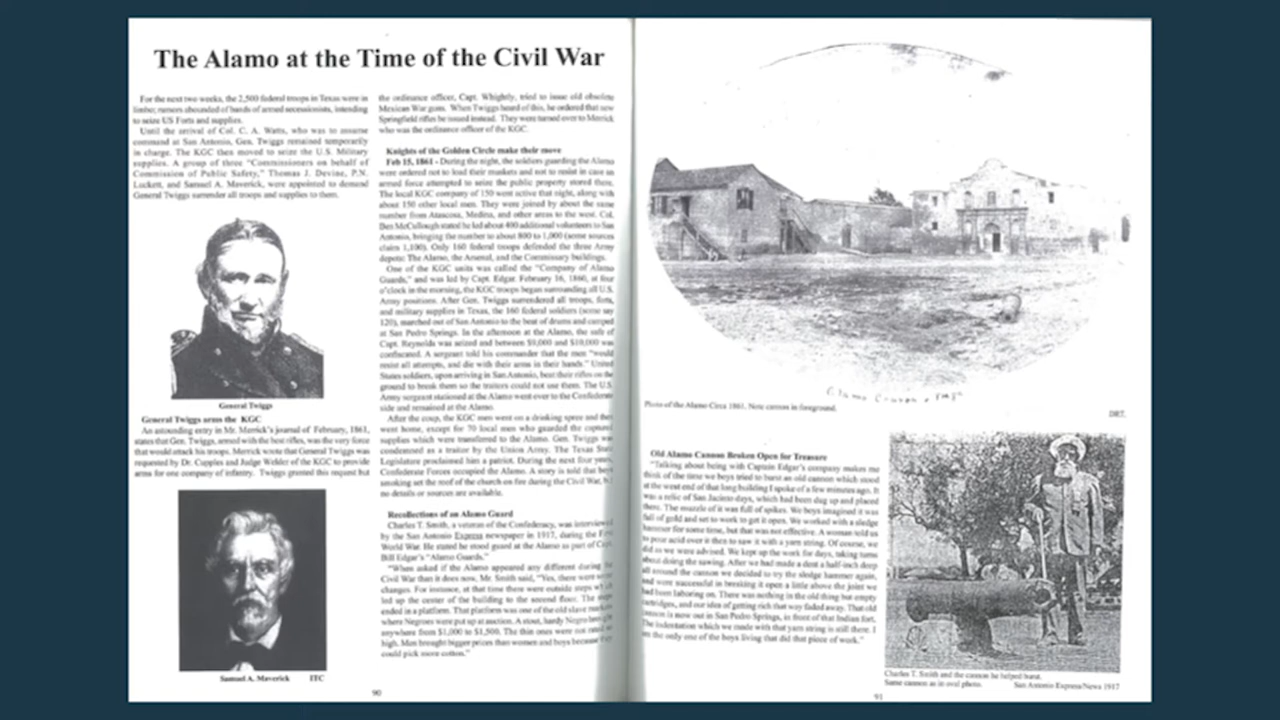 The Alamo at the Time of the Civil War
For the next two weeks, the 2,500 federal troops in Texas were in
limbo; rumors abounded of bands of armed secessionists, intending
to seize US Forts and supplies.
Until the arrival of Col. C. A. Watts, who was to assume
command at San Antonio, Gen. Twiggs remained temporarily
in charge. The KGC then moved to seize the U.S. Military
supplies. A group of three "Commissioners on behalf of
Commission of Public Safety," Thomas J. Devine, P.N.
Luckett, and Samuel A. Maverick, were appointed to demand
General Twiggs surrender all troops and supplies to them.
General Twiggs
General Twiggs arms the KGC
An astounding entry in Mr. Merrick's journal of February, 1861,
states that Gen. Twiggs, armed with the best rifles, was the very force
that would attack his troops. Merrick wrote that General Twiggs was
requested by Dr. Cupples and Judge Welder of the KGC to provide
arms for one company of infantry. Twiggs granted this request but
Samuel A. Maverick ITC
the ordinance officer, Capt. Whightly, tried to issue old obsolete
Mexican War guns. When Twiggs heard of this, he ordered that new
Springfield rifles be issued instead. They were turned over to Merrick
who was the ordinance officer of the KGC.
Knights of the Golden Circle make their move
Feb 15, 1861 - During the night, the soldiers guarding the Alamo
were ordered not to load their muskets and not to resist in case an
armed force attempted to seize the public property stored there.
The local KGC company of 150 went active that night, along with
about 150 other local men. They were joined by about the same
number from Atascosa, Medina, and other areas to the west. Col.
Ben McCullough stated he led about 400 additional volunteers to San
Antonio, bringing the number to about 800 to 1,000 (some sources
claim 1,100). Only 160 federal troops defended the three Army
depots: The Alamo, the Arsenal, and the Commissary buildings.
One of the KGC units was called the "Company of Alamo
Guards," and was led by Capt. Edgar. February 16, 1860, at four
o'clock in the morning, the KGC troops began surrounding all U.S.
Army positions. After Gen. Twiggs surrendered all troops, forts,
and military supplies in Texas, the 160 federal soldiers (some say
120), marched out of San Antonio to the beat of drums and camped
at San Pedro Springs. In the afternoon at the Alamo, the safe of
Capt. Reynolds was seized and between $9,000 and $10,000 was
confiscated. A sergeant told his commander that the men "would
resist all attempts, and die with their arms in their hands." United
States soldiers, upon arriving in San Antonio, beat their rifles on the
ground to break them so the traitors could not use them. The U.S.
Army sergeant stationed at the Alamo went over to the Confederate
side and remained at the Alamo.
After the coup, the KGC men went on a drinking spree and then
went home, except for 70 local men who guarded the captured
supplies which were transferred to the Alamo. Gen. Twiggs was
condemned as a traitor by the Union Army. The Texas State
Legislature proclaimed him a patriot. During the next four years,
Confederate Forces occupied the Alamo. A story is told that boys
smoking set the roof of the church on fire during the Civil War,
no details or sources are available.
Recollections of an Alamo Guard
Charles T. Smith, a veteran of the Confederacy, was interviewed
by the San Antonio Express newspaper in 1917, during the
World War. He stated he stood guard at the Alamo as part of
Bill Edgar's "Alamo Guards."
"When asked if the Alamo appeared any different during
Civil War than it does now, Mr. Smith said, "Yes, there were
changes. For instance, at that time there were outside steps
led up the center of the building to the second floor. The
ended in a platform. That platform was one of the old slave
where Negroes were put up at auction. A stout, hardy Negro
anywhere from $1,000 to $1,500. The thin ones were not
high. Men brought bigger prices than women and boys because
could pick more cotton."
90
Alamo
Photo of the Alamo Circa 1861. Note cannon in foreground.
DRT.
Old Alamo Cannon Broken Open for Treasure
"Talking about being with Captain Edgar's company makes me
think of the time we boys tried to burst an old cannon which stood
at the west end of that long building I spoke of a few minutes ago. It
was a relic of San Jacinto days, which had been dug up and placed
there. The muzzle of it was full of spikes. We boys imagined it was
full of gold and set to work to get it open. We worked with a sledge
hammer for some time, but that was not effective. A woman told us
to pour acid over it then to saw it with a yarn string. Of course, we
did as we were advised. We kept up the work for days, taking turns
about doing the sawing. After we had made a dent a half-inch deep
all around the cannon we decided to try the sledge hammer again,
and were successful in breaking it open a little above the joint we
had been laboring on. There was nothing in the old thing but empty
cartridges, and our idea of getting rich that way faded away. That old
cannon is now out in San Pedro Springs, in front of that Indian fort.
The indentation which we made with that yarn string is still there. I
am the only one of the boys living that did that piece of work."
Charles T. Smith and the cannon he helped burst.
Same cannon as in oval photo. San Antonio Express/News 1917
91